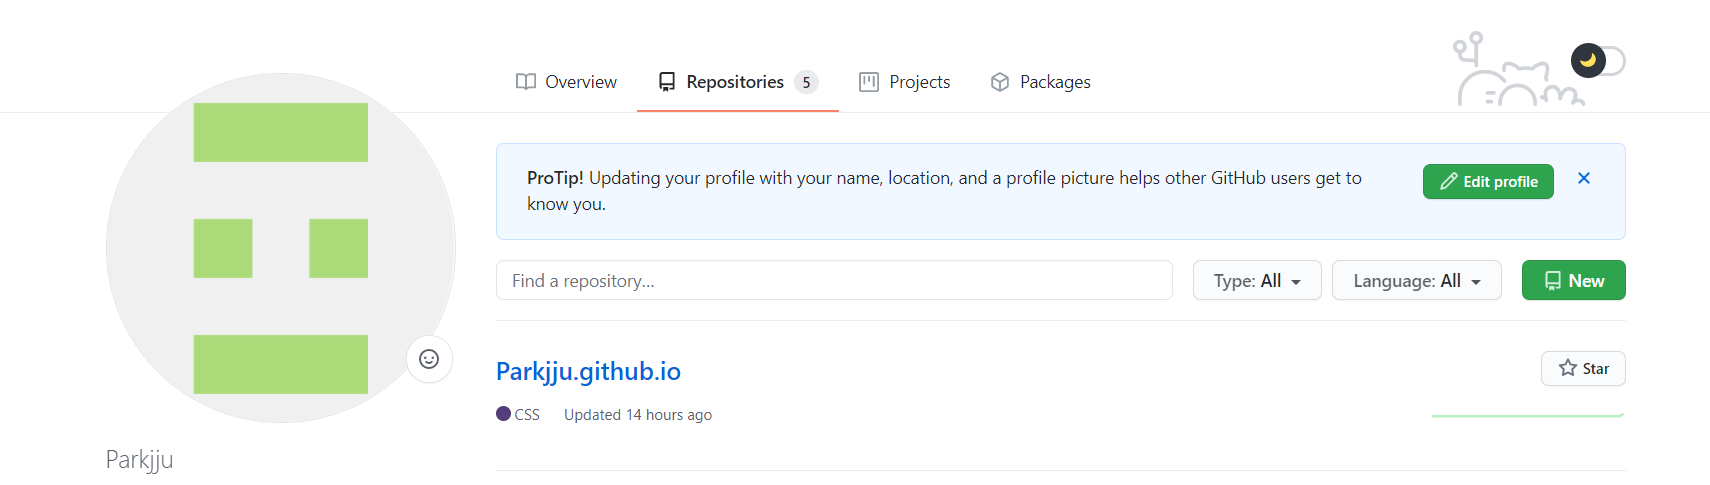 Overview Repositories 5 Projects Packages
ProTip! Updating your profile with your name, location, and a profile picture helps other GitHub users get to
know you.
Edit profile
Find a repository...
Type: All
Language: All
New
Parkjju.github.io
Star
CSS Updated 14 hours ago
Parkjju